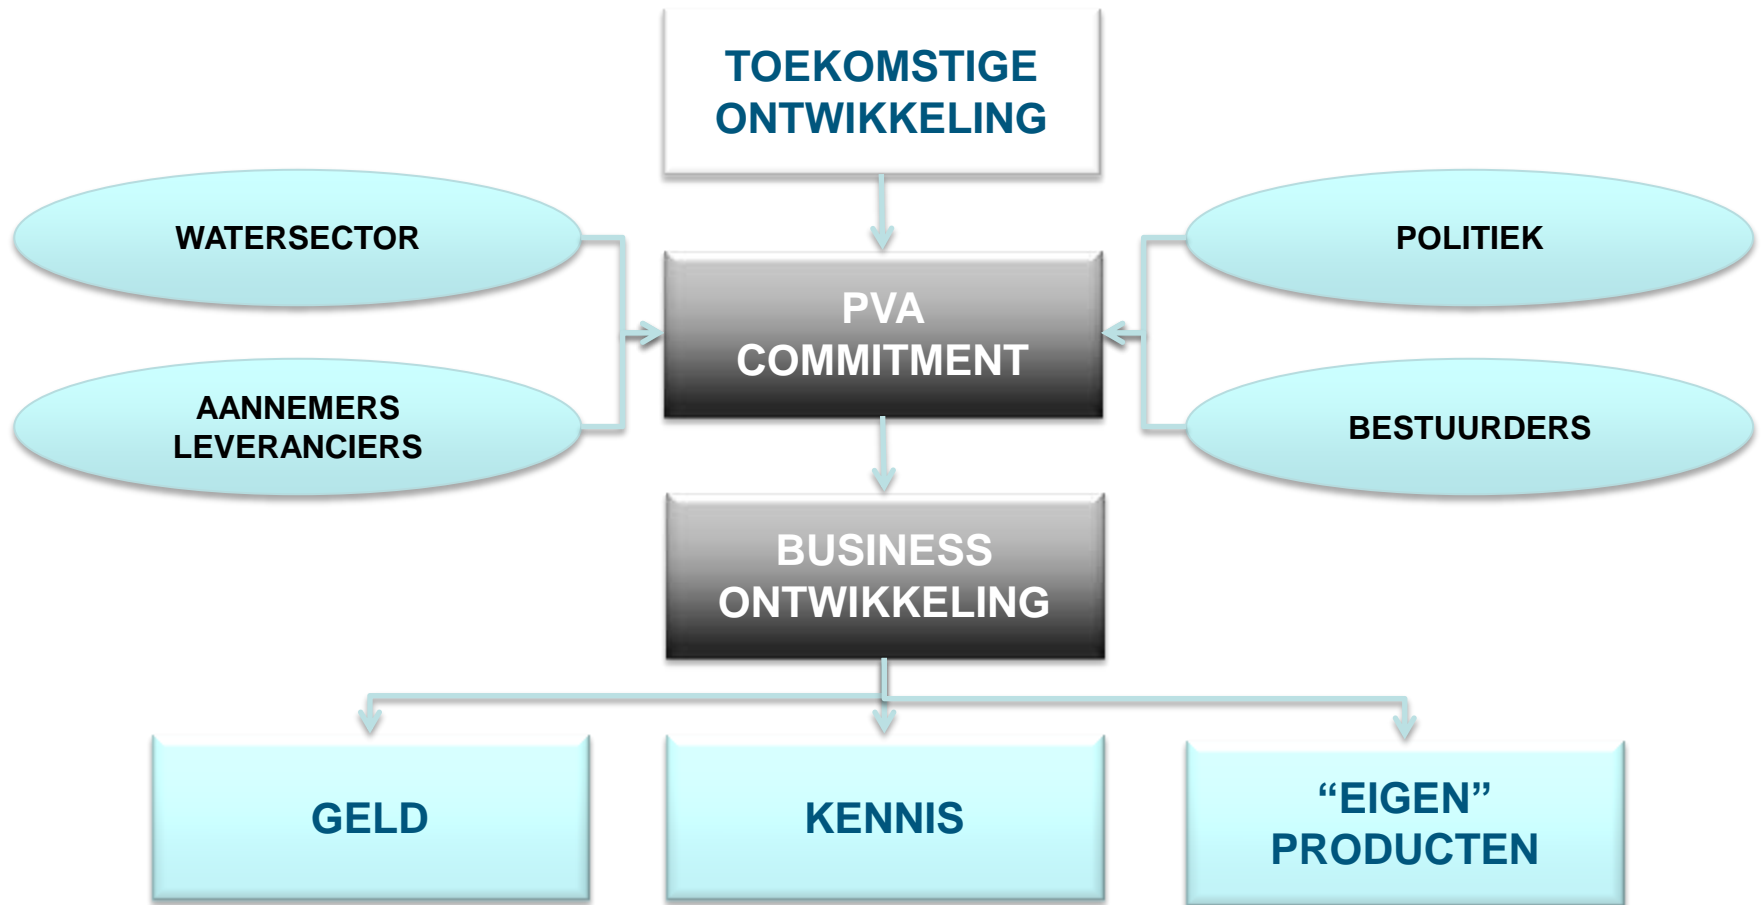 TOEKOMSTIGE
ONTWIKKELING
WATERSECTOR
POLITIEK
PVA
COMMITMENT
AANNEMERS
LEVERANCIERS
BESTUURDERS
BUSINESS
ONTWIKKELING
GELD
KENNIS
“EIGEN”
PRODUCTEN